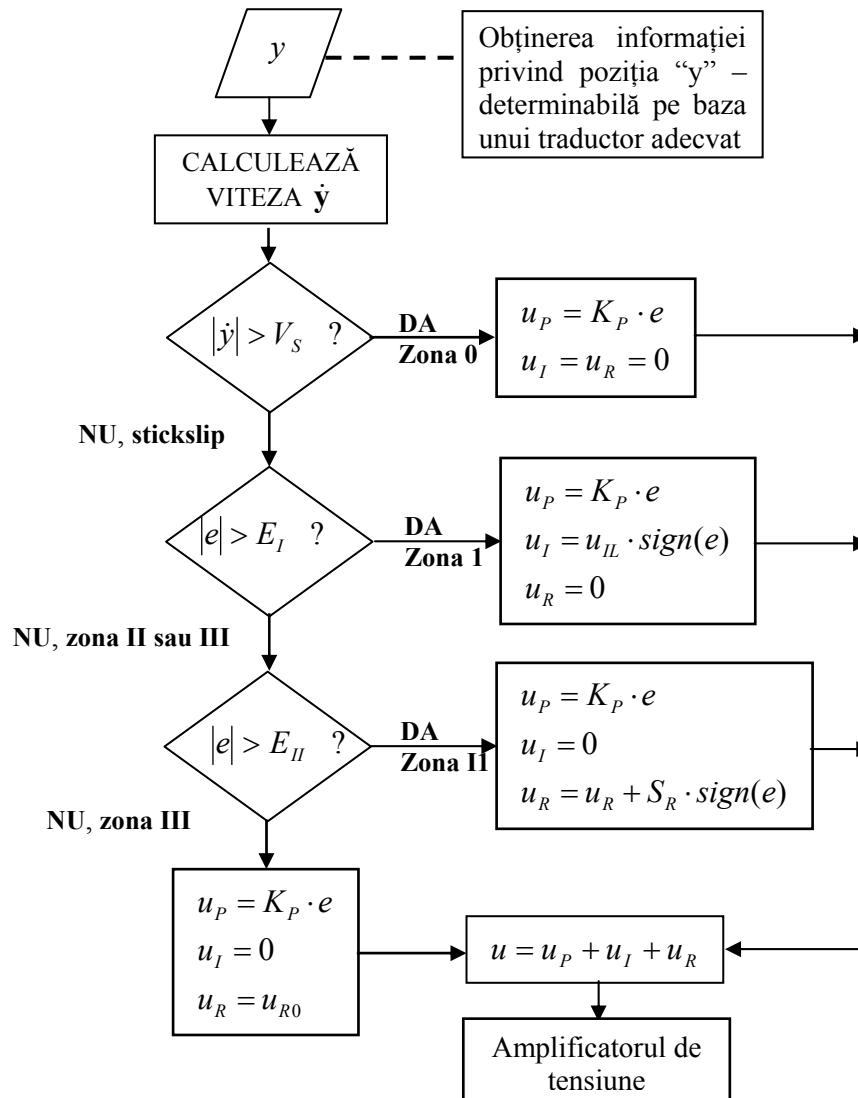 y
Obținerea informației
privind poziția “y” –
determinabilă pe baza
unui traductor adecvat
CALCULEAZĂ
VITEZA ẏ
|ẏ| > V_S ?
DA
Zona 0
u_P = K_P · e
u_I = u_R = 0
NU, stickslip
|e| > E_I ?
DA
Zona 1
u_P = K_P · e
u_I = u_IL · sign(e)
u_R = 0
NU, zona II sau III
|e| > E_II ?
DA
Zona I1
u_P = K_P · e
u_I = 0
u_R = u_R + S_R · sign(e)
NU, zona III
u_P = K_P · e
u_I = 0
u_R = u_R0
u = u_P + u_I + u_R
Amplificatorul de
tensiune